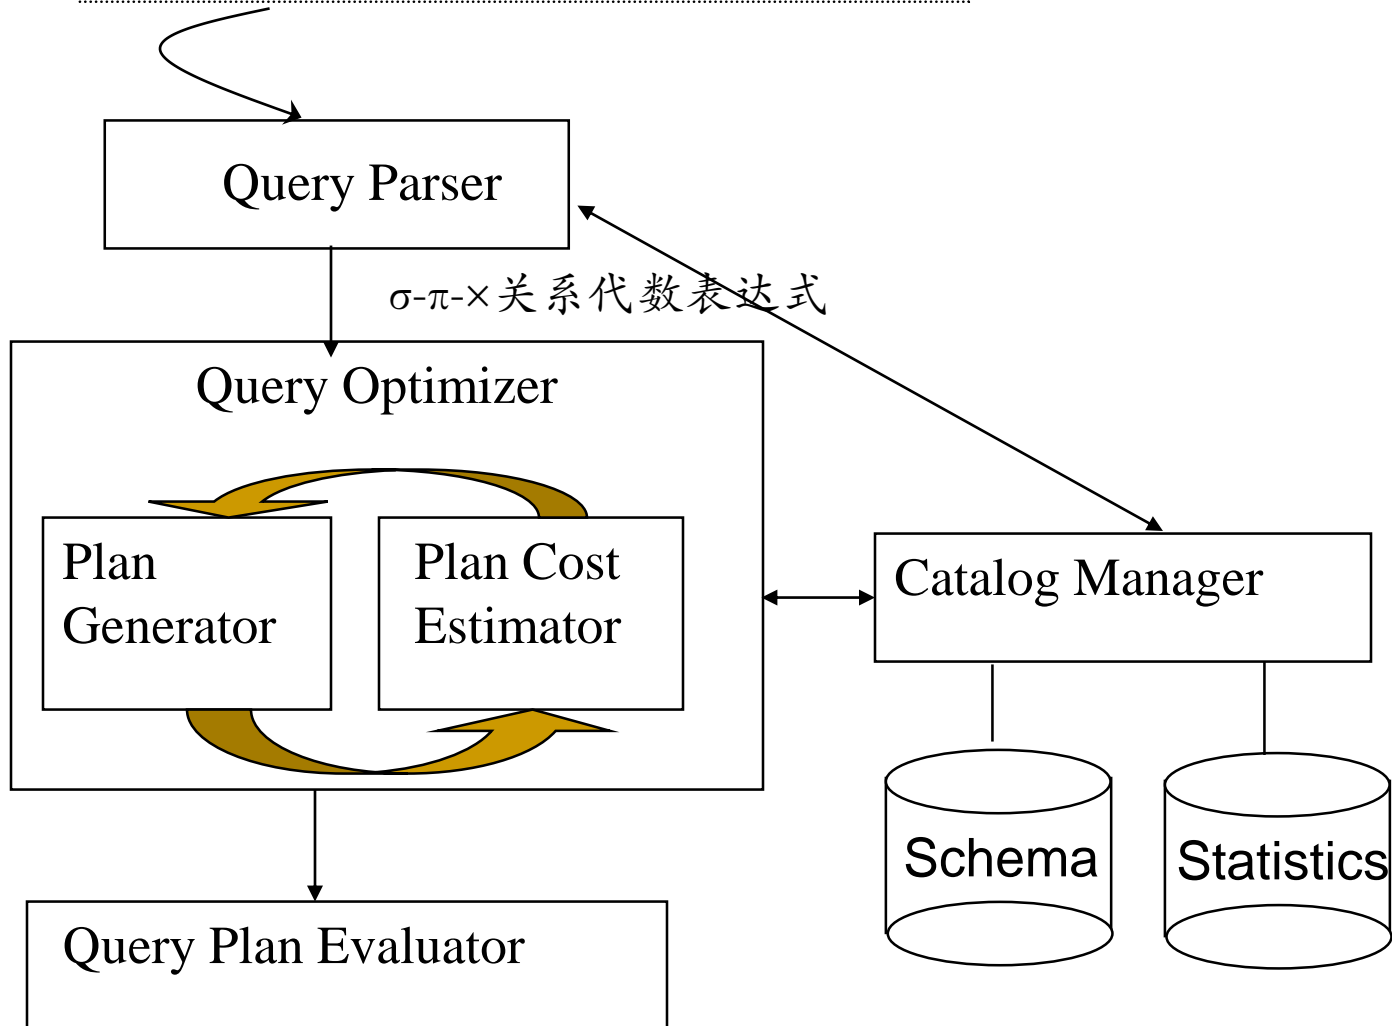 Query Parser
σ-π-×关系代数表达式
Query Optimizer
Plan
Generator
Plan Cost
Estimator
Catalog Manager
Schema
Statistics
Query Plan Evaluator